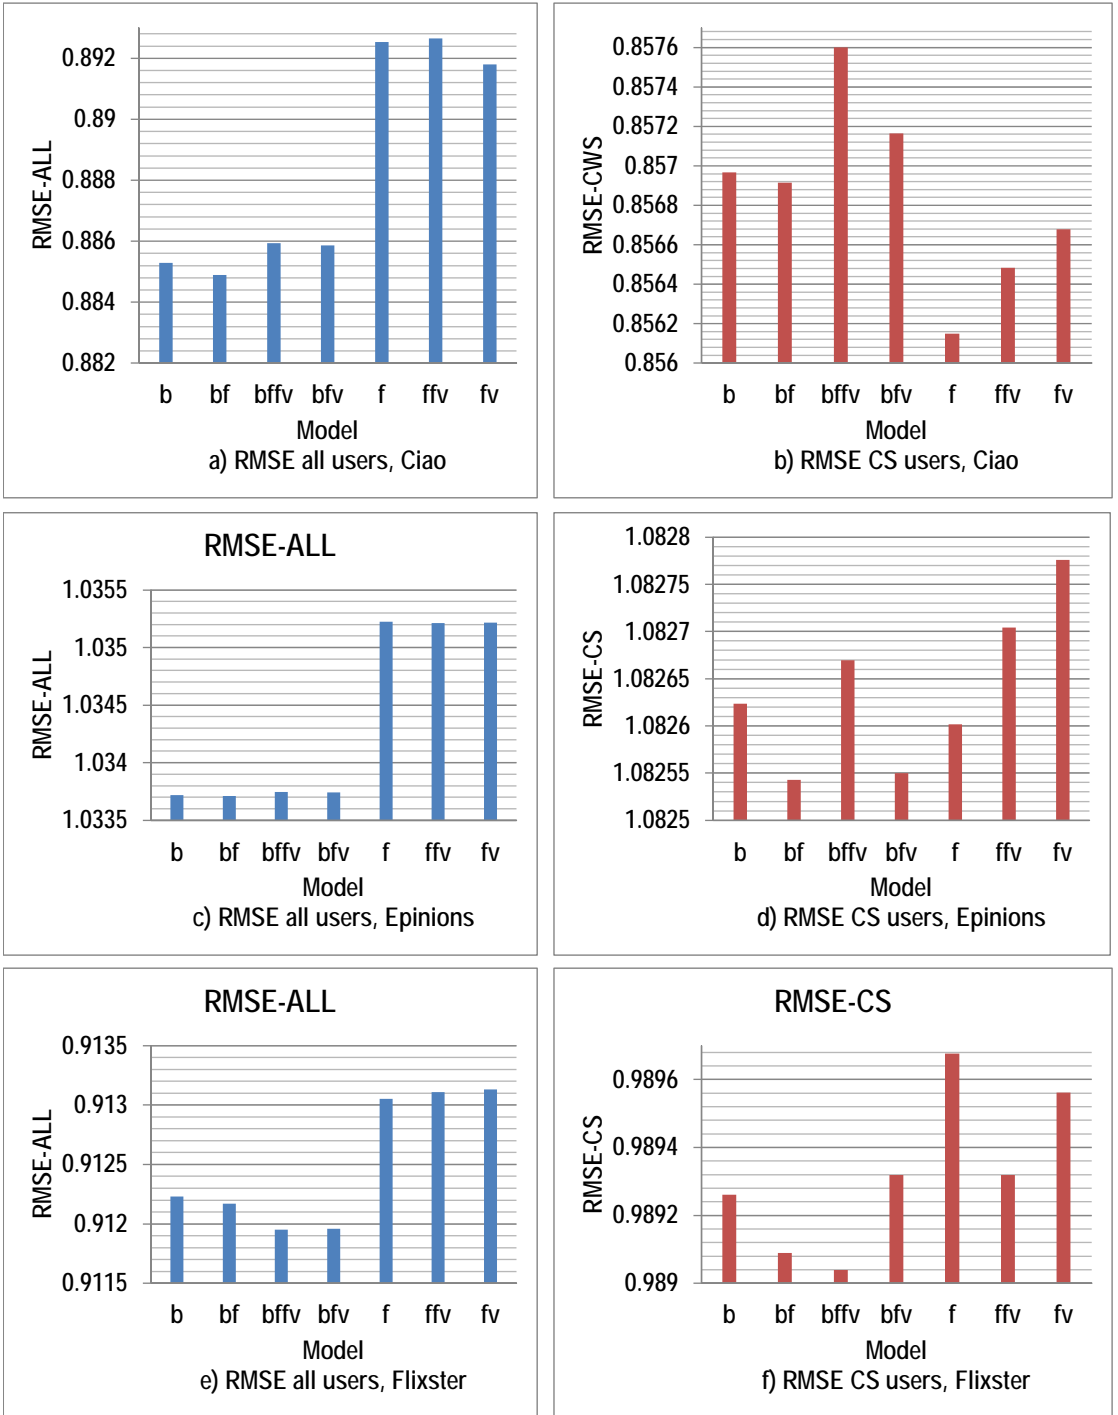 RMSE-ALL
0.892
0.89
0.888
0.886
0.884
0.882
b bf bffv bfv f ffv fv
Model
a) RMSE all users, Ciao
RMSE-CWS
0.8576
0.8574
0.8572
0.857
0.8568
0.8566
0.8564
0.8562
0.856
b bf bffv bfv f ffv fv
Model
b) RMSE CS users, Ciao
RMSE-ALL
RMSE-ALL
1.0355
1.035
1.0345
1.034
1.0335
b bf bffv bfv f ffv fv
Model
c) RMSE all users, Epinions
RMSE-CS
1.0828
1.08275
1.0827
1.08265
1.0826
1.08255
1.0825
b bf bffv bfv f ffv fv
Model
d) RMSE CS users, Epinions
RMSE-ALL
RMSE-ALL
0.9135
0.913
0.9125
0.912
0.9115
b bf bffv bfv f ffv fv
Model
e) RMSE all users, Flixster
RMSE-CS
RMSE-CS
0.9896
0.9894
0.9892
0.989
b bf bffv bfv f ffv fv
Model
f) RMSE CS users, Flixster